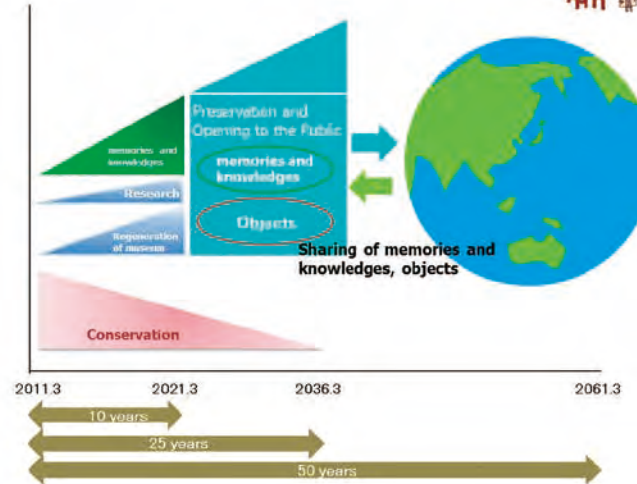 Preservation and
Opening to the Public
memories and
knowledges
memories and
knowledges
Research
Objects
Regeneration
of museum
Sharing of memories and
knowledges, objects
Conservation
2011.3
2021.3
2036.3
2061.3
10 years
25 years
50 years